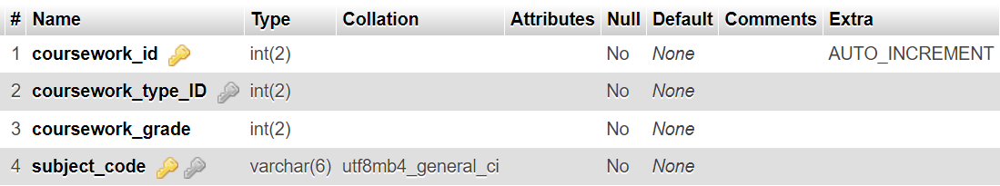 # Name Type Collation Attributes Null Default Comments Extra
1 coursework_id int(2) No None AUTO_INCREMENT
2 coursework_type_ID int(2) No None
3 coursework_grade int(2) No None
4 subject_code varchar(6) utf8mb4_general_ci No None